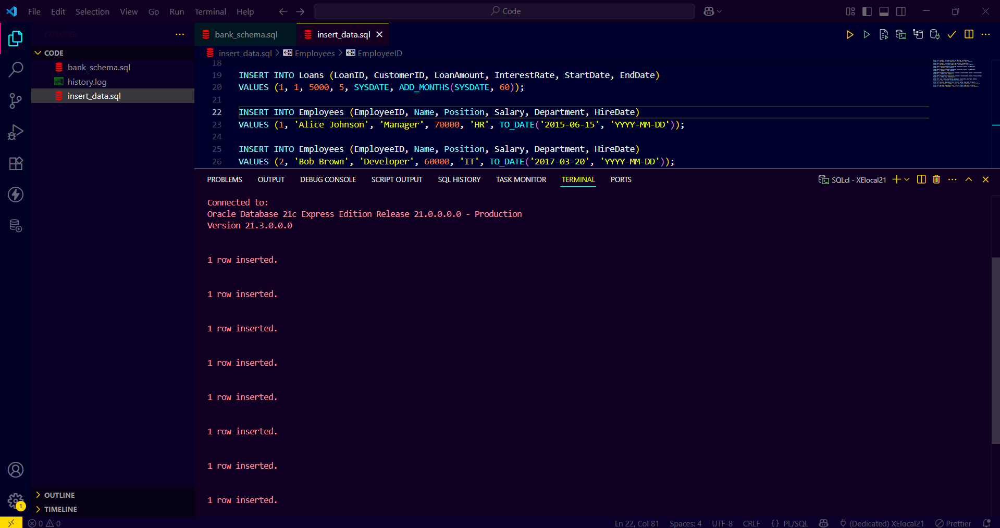 File Edit Selection View Go Run Terminal Help
Code
EXPLORER
CODE
bank_schema.sql
history.log
insert_data.sql
OUTLINE
TIMELINE
bank_schema.sql
insert_data.sql
insert_data.sql > Employees > EmployeeID
18
19 INSERT INTO Loans (LoanID, CustomerID, LoanAmount, InterestRate, StartDate, EndDate)
20 VALUES (1, 1, 5000, 5, SYSDATE, ADD_MONTHS(SYSDATE, 60));
21
22 INSERT INTO Employees (EmployeeID, Name, Position, Salary, Department, HireDate)
23 VALUES (1, 'Alice Johnson', 'Manager', 70000, 'HR', TO_DATE('2015-06-15', 'YYYY-MM-DD'));
24
25 INSERT INTO Employees (EmployeeID, Name, Position, Salary, Department, HireDate)
26 VALUES (2, 'Bob Brown', 'Developer', 60000, 'IT', TO_DATE('2017-03-20', 'YYYY-MM-DD'));
PROBLEMS OUTPUT DEBUG CONSOLE SCRIPT OUTPUT SQL HISTORY TASK MONITOR TERMINAL PORTS
SQLcl - XElocal21
Connected to:
Oracle Database 21c Express Edition Release 21.0.0.0.0 - Production
Version 21.3.0.0.0
1 row inserted.
1 row inserted.
1 row inserted.
1 row inserted.
1 row inserted.
1 row inserted.
1 row inserted.
1 row inserted.
1
0 0
Ln 22, Col 81 Spaces: 4 UTF-8 CRLF {} PL/SQL (Dedicated) XElocal21 Prettier